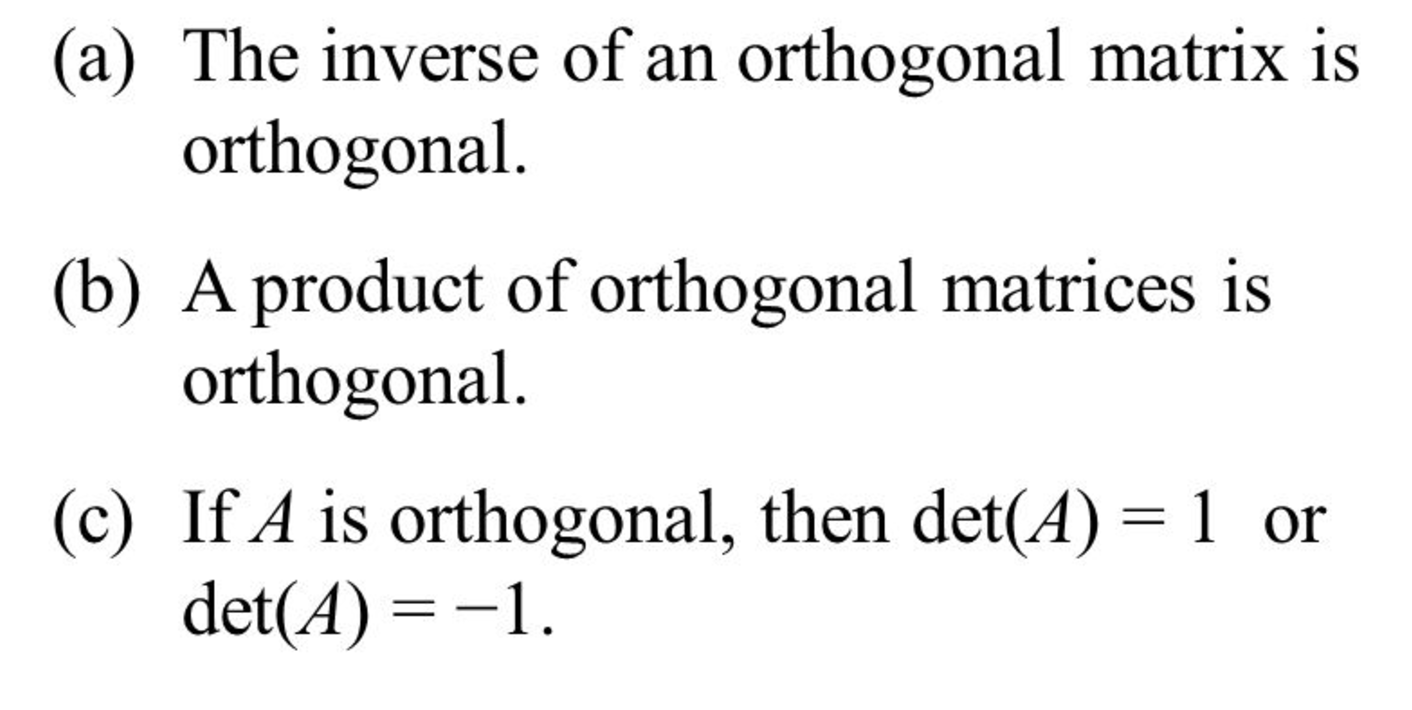 (a) The inverse of an orthogonal matrix is
orthogonal.
(b) A product of orthogonal matrices is
orthogonal.
(c) If A is orthogonal, then det(A) = 1 or
det(A) = −1.